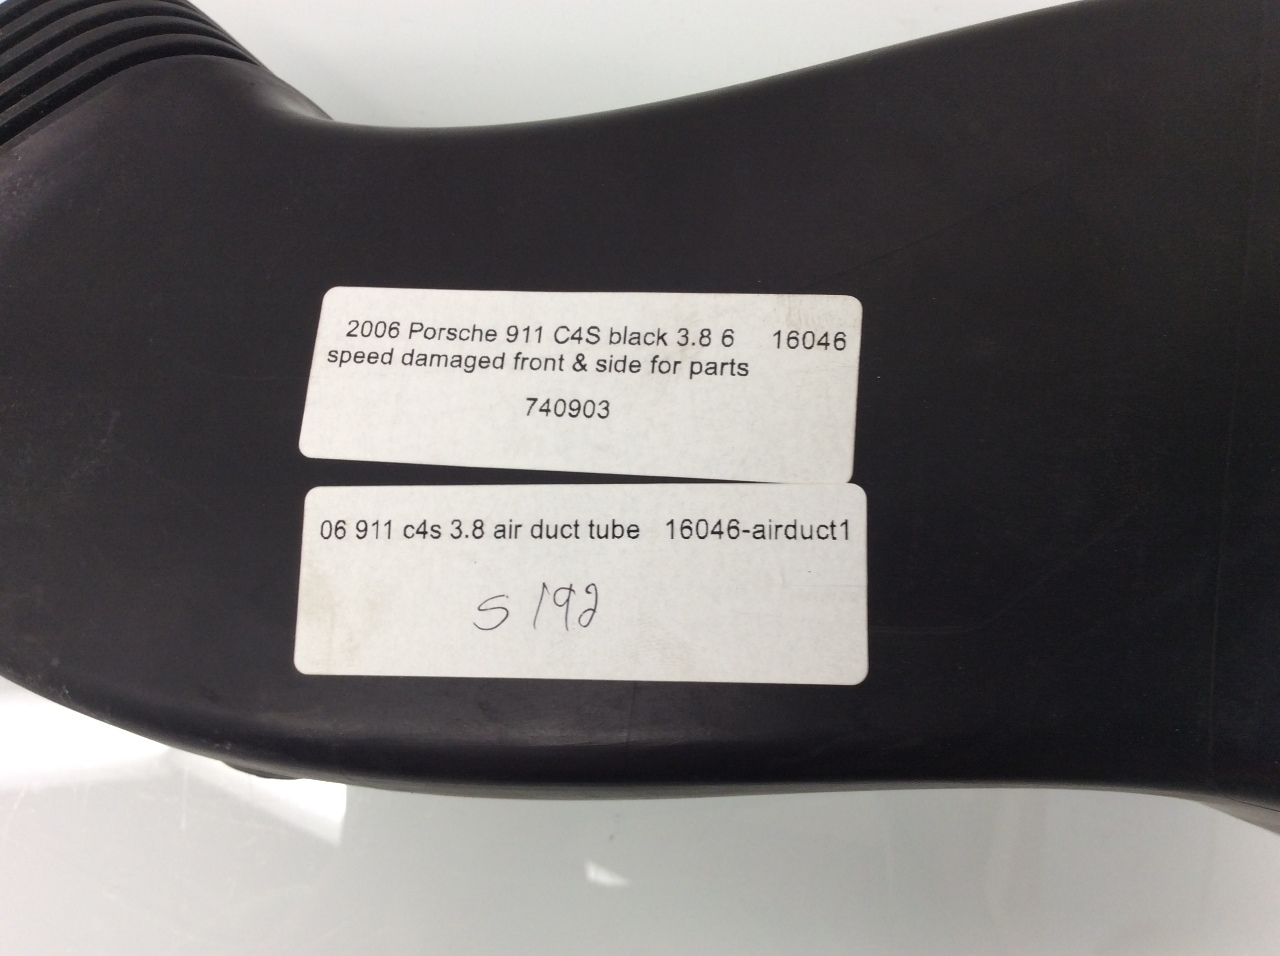 2006 Porsche 911 C4S black 3.8 6 16046
speed damaged front & side for parts
740903
06 911 c4s 3.8 air duct tube 16046-airduct1
S 192